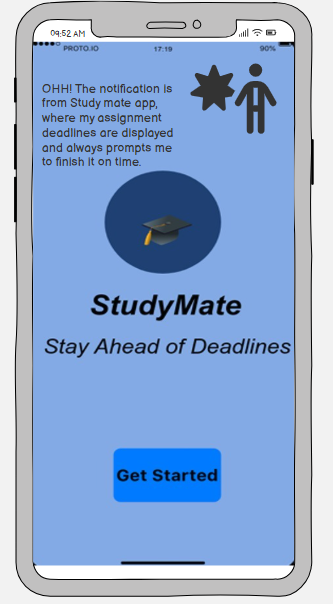 09:52 AM
PROTO.IO 17:19 90%
OHH! The notification is
from Study mate app,
where my assignment
deadlines are displayed
and always prompts me
to finish it on time.
StudyMate
Stay Ahead of Deadlines
Get Started